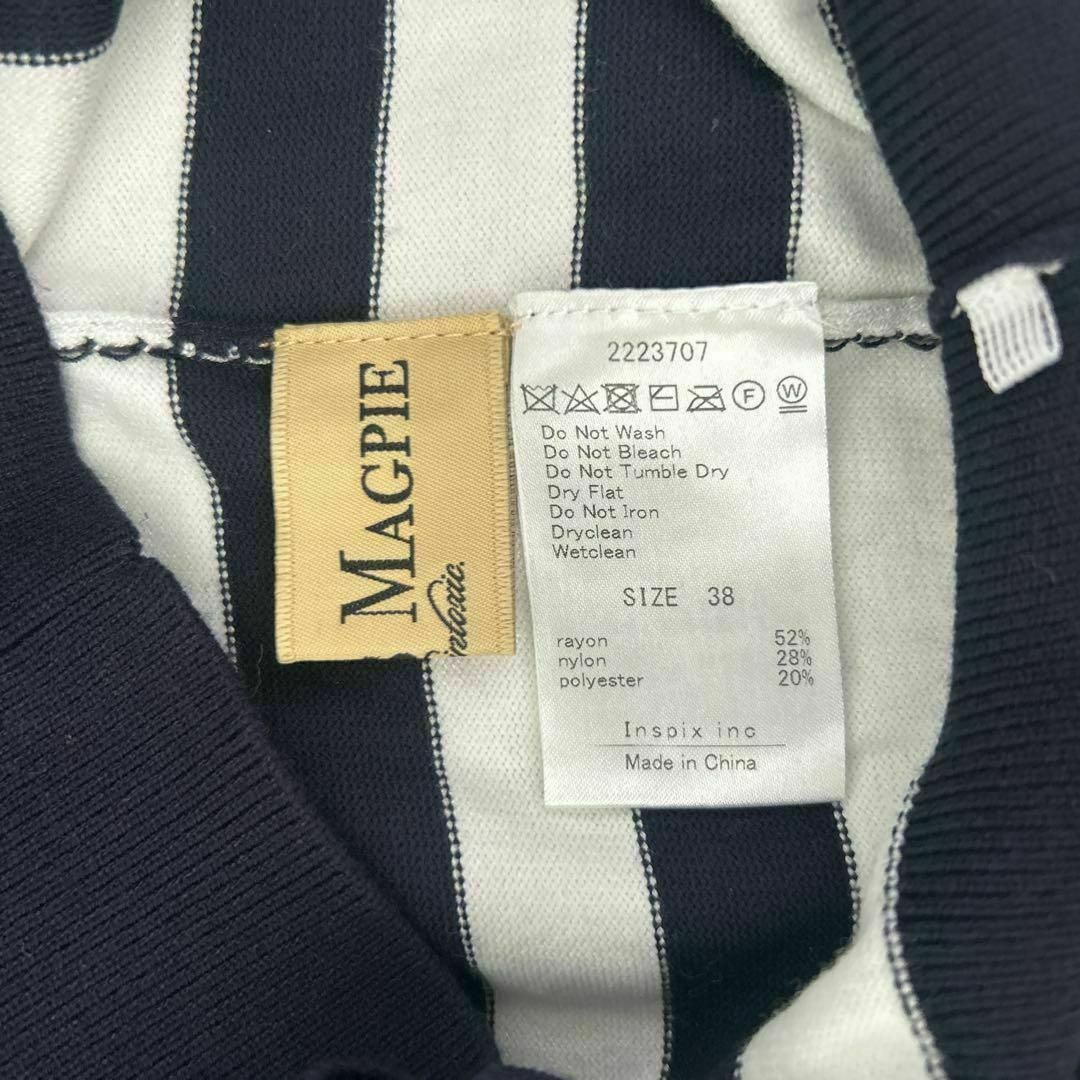 MAGPIE
intoxic.
2223707
F W
Do Not Wash
Do Not Bleach
Do Not Tumble Dry
Dry Flat
Do Not Iron
Dryclean
Wetclean
SIZE 38
rayon 52%
nylon 28%
polyester 20%
Inspix inc
Made in China